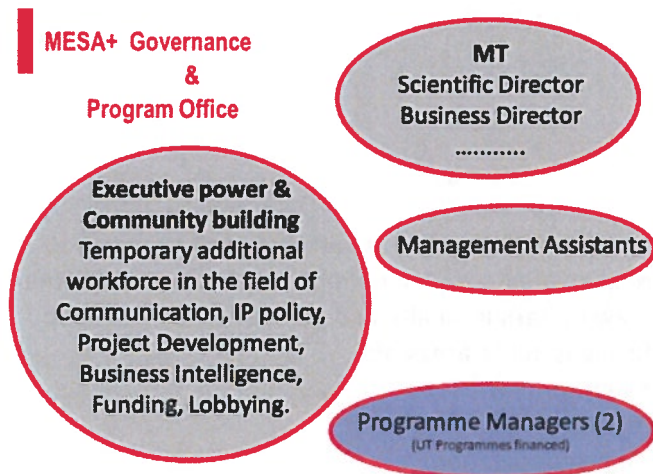 MESA+ Governance
&
Program Office
MT
Scientific Director
Business Director
...........
Executive power &
Community building
Temporary additional
workforce in the field of
Communication, IP policy,
Project Development,
Business Intelligence,
Funding, Lobbying.
Management Assistants
Programme Managers (2)
(UT Programmes financed)